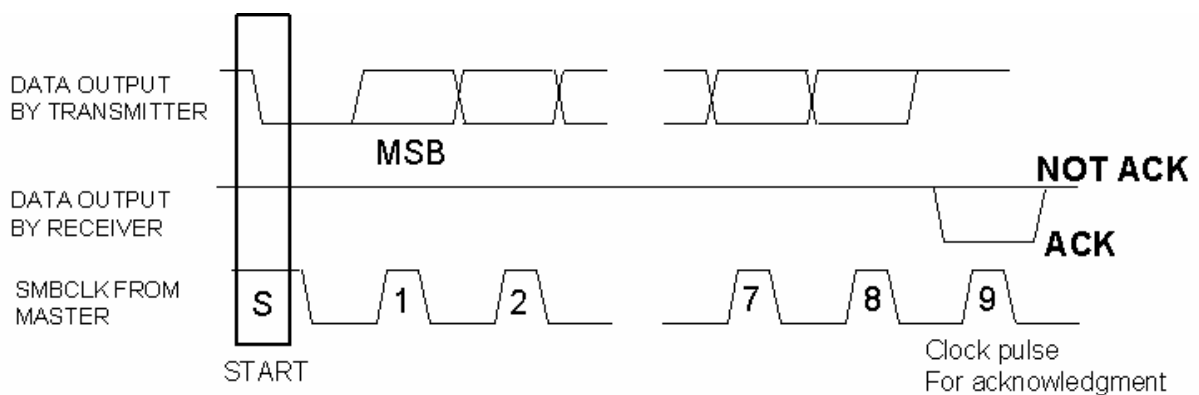 DATA OUTPUT
BY TRANSMITTER
MSB
NOT ACK
DATA OUTPUT
BY RECEIVER
ACK
SMBCLK FROM
MASTER
S
1
2
7
8
9
START
Clock pulse
For acknowledgment